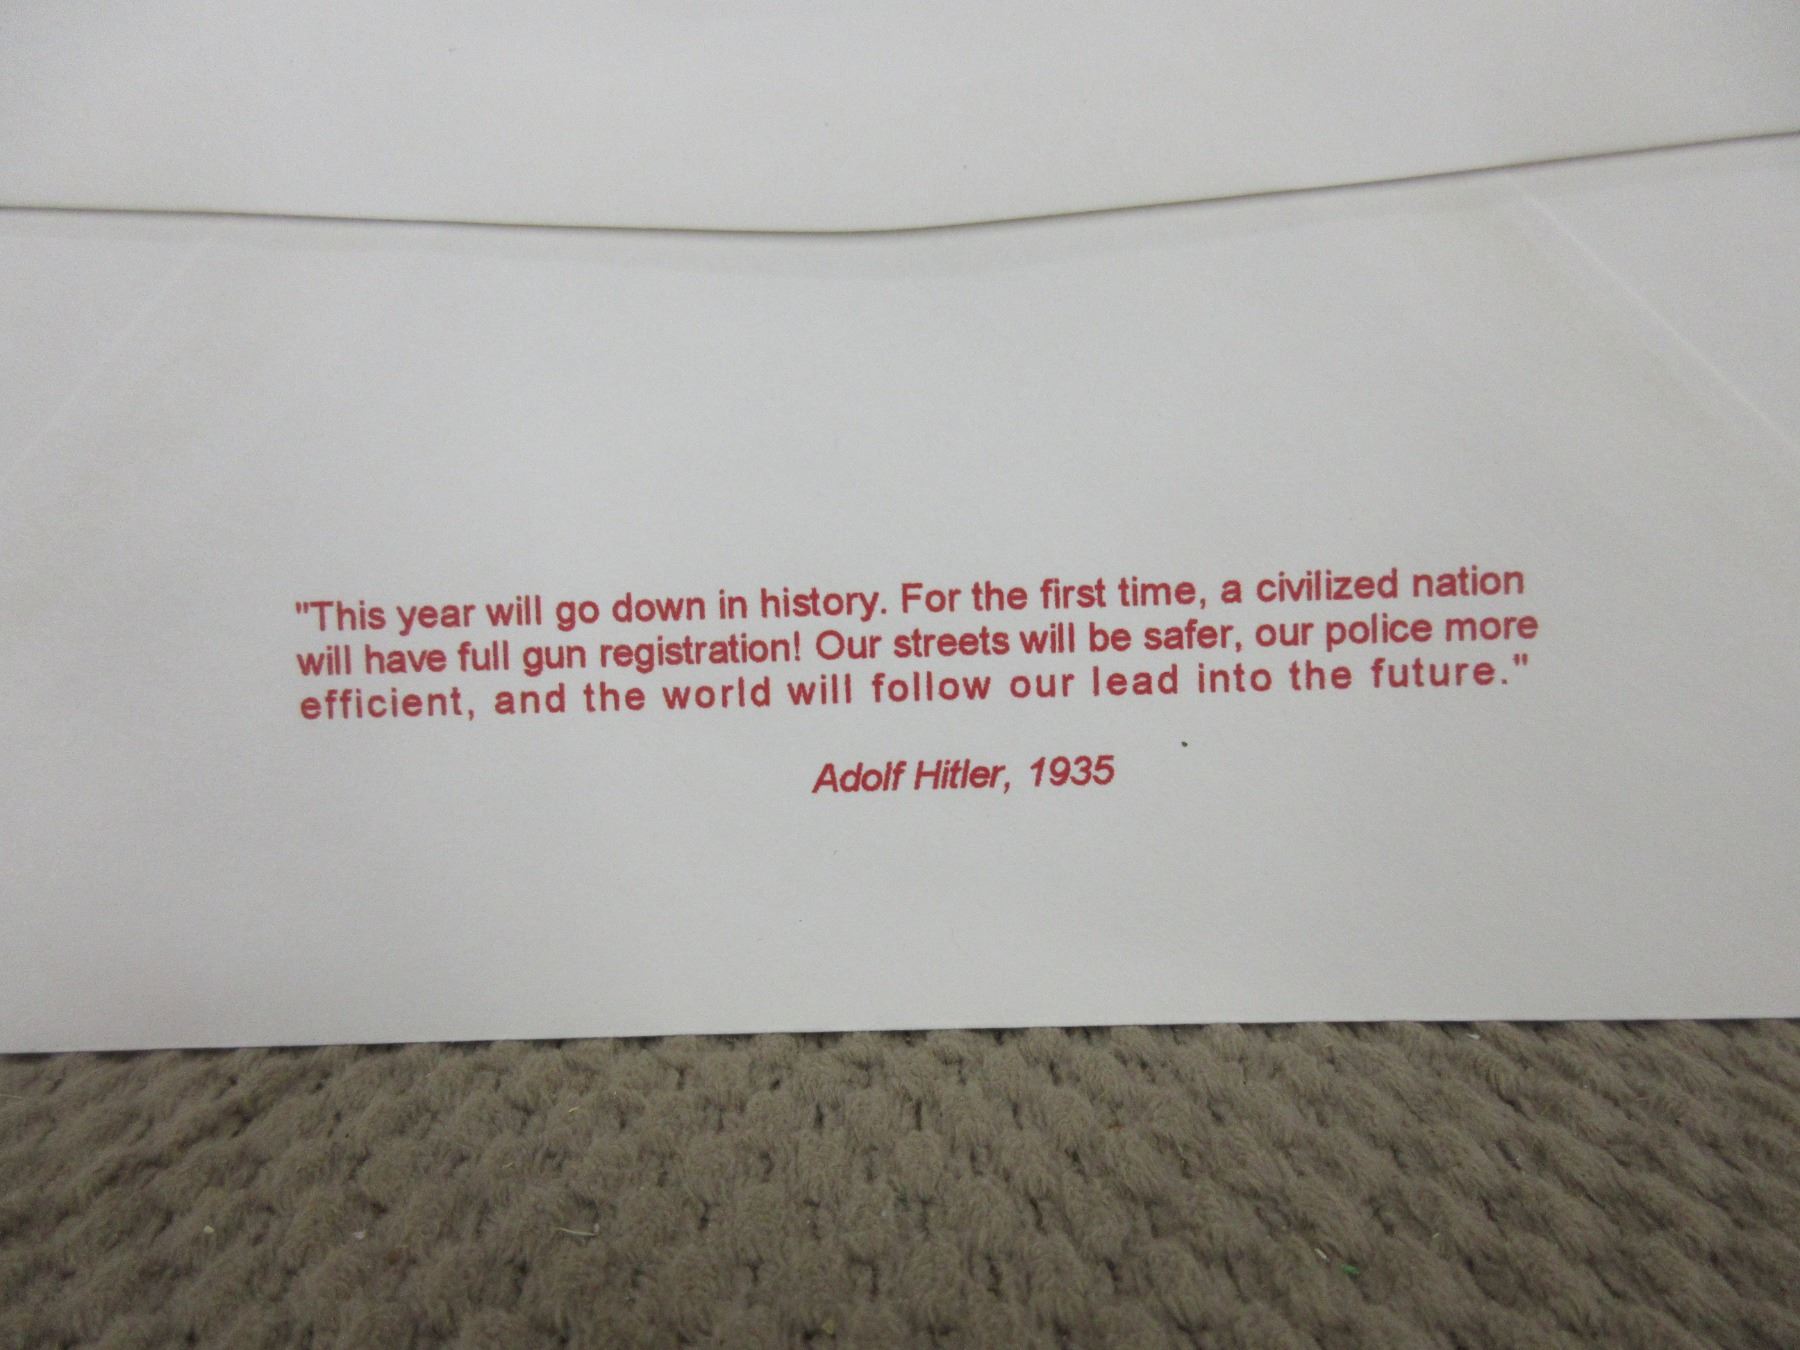 "This year will go down in history. For the first time, a civilized nation
will have full gun registration! Our streets will be safer, our police more
efficient, and the world will follow our lead into the future."
Adolf Hitler, 1935